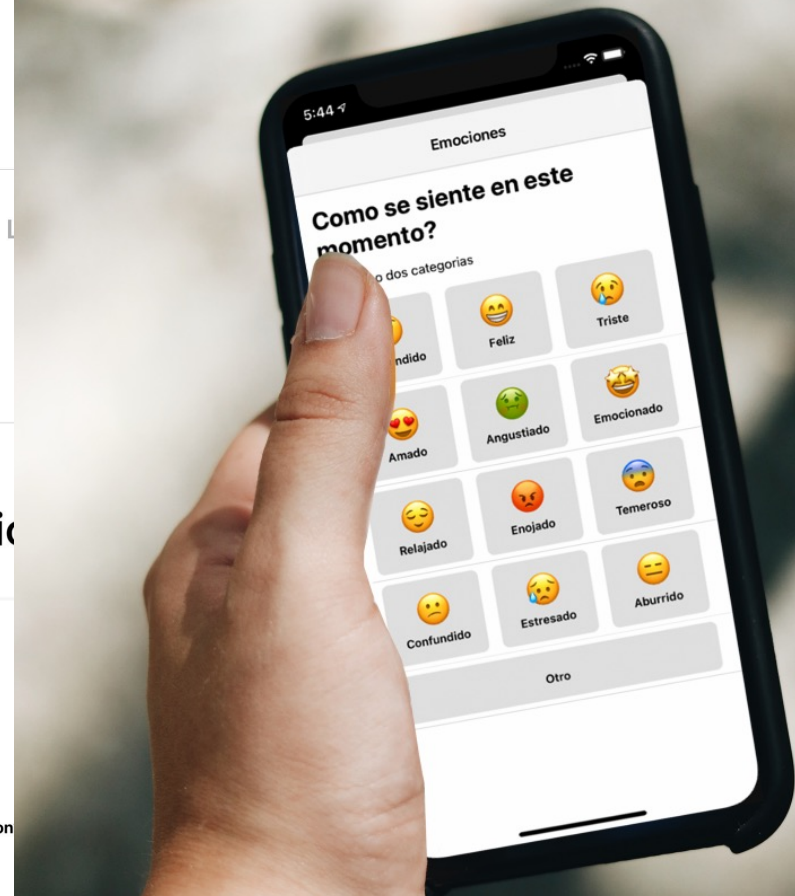 5:44
Emociones
Como se siente en este
momento?
o dos categorias
Feliz
Triste
Amado
Angustiado
Emocionado
Relajado
Enojado
Temeroso
Confundido
Estresado
Aburrido
Otro